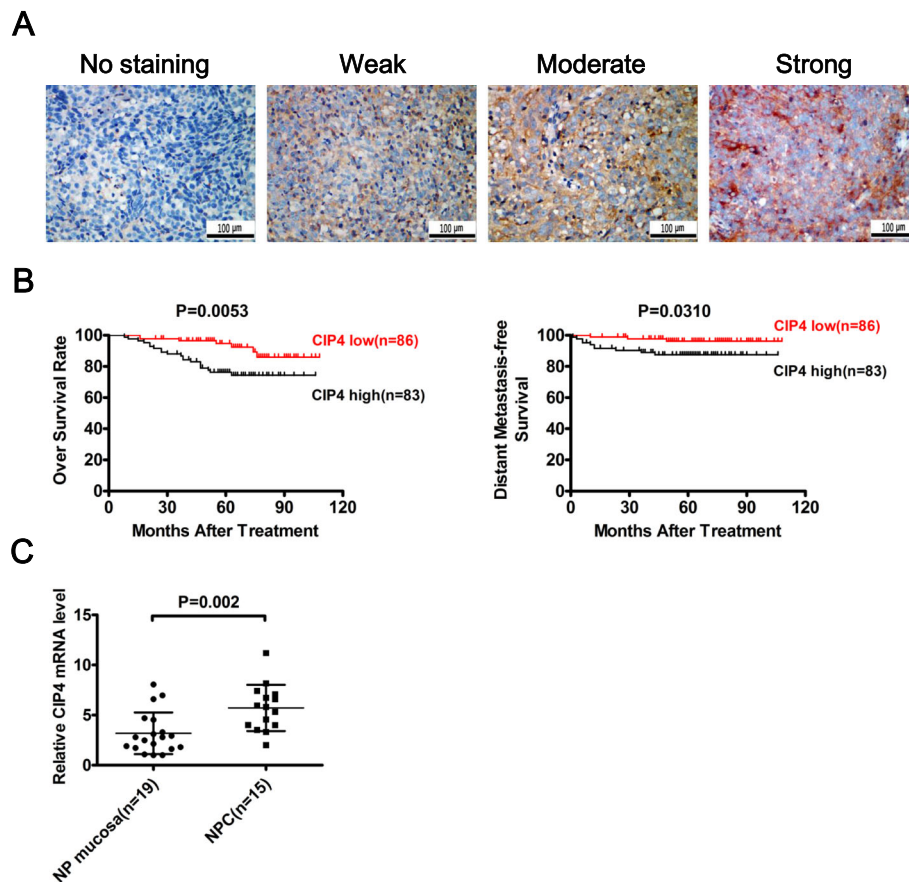 A
No staining
Weak
Moderate
Strong
100 µm
100 µm
100 µm
100 µm
B
P=0.0053
Over Survival Rate
100
80
60
40
20
0
CIP4 low(n=86)
CIP4 high(n=83)
0 30 60 90 120
Months After Treatment
P=0.0310
Distant Metastasis-free
Survival
100
80
60
40
20
0
CIP4 low(n=86)
CIP4 high(n=83)
0 30 60 90 120
Months After Treatment
C
P=0.002
Relative CIP4 mRNA level
15
10
5
0
NP mucosa(n=19)
NPC(n=15)